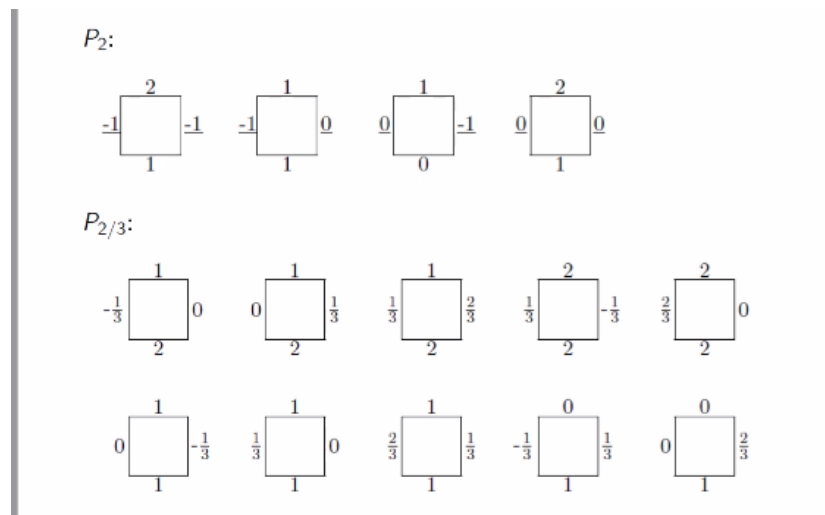 P₂:
2 1 1 2
-1 -1 -1 0 0 -1 0 0
1 1 0 1
P₂/₃:
1 1 1 2 2
-1/3 0 0 1/3 1/3 2/3 1/3 -1/3 2/3 0
2 2 2 2 2
1 1 1 0 0
0 -1/3 1/3 0 2/3 1/3 -1/3 1/3 0 2/3
1 1 1 1 1